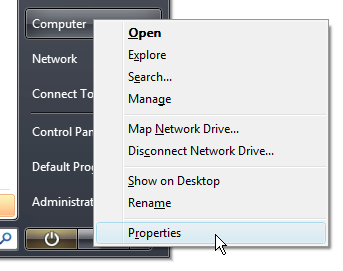 Computer
Network
Connect To
Control Pan
Default Prog
Administrat
Open
Explore
Search...
Manage
Map Network Drive...
Disconnect Network Drive...
Show on Desktop
Rename
Properties